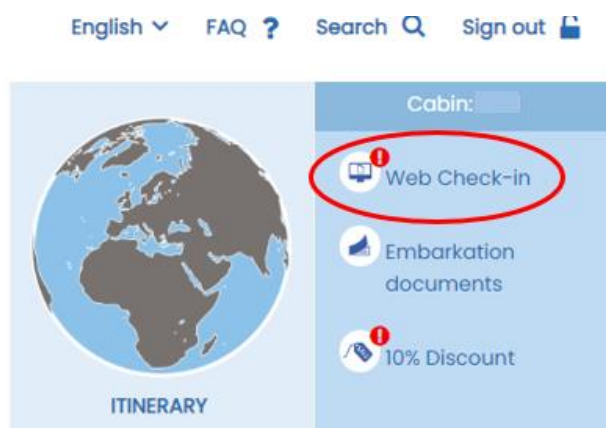 English FAQ ? Search Sign out
Cabin:
Web Check-in
Embarkation
documents
10% Discount
ITINERARY